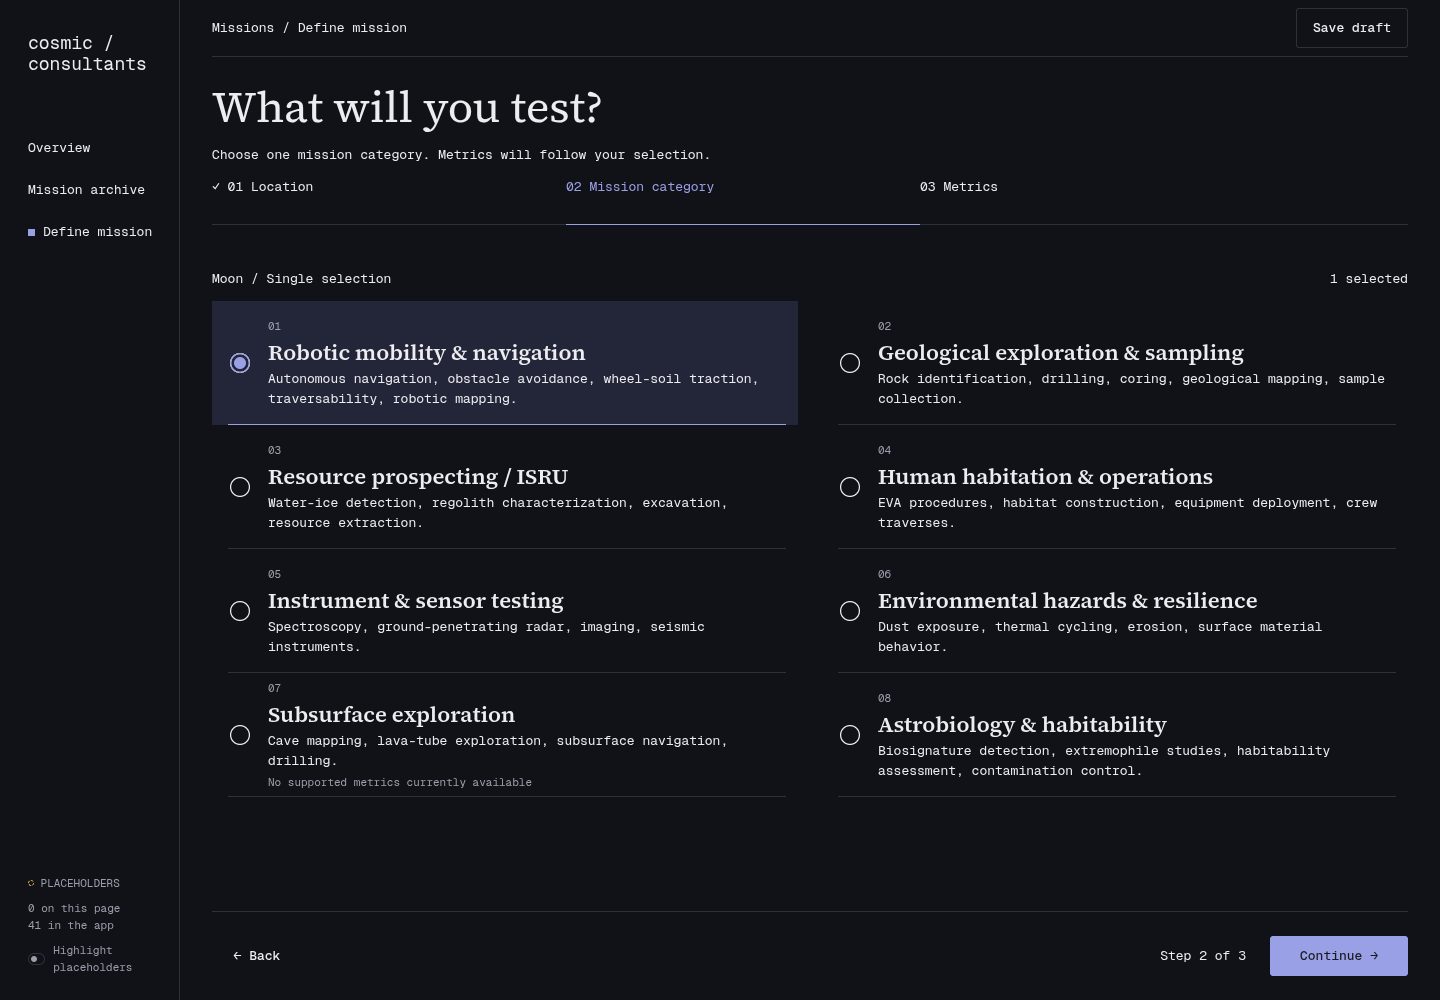 cosmic /
consultants
Overview
Mission archive
Define mission
PLACEHOLDERS
0 on this page
41 in the app
Highlight
placeholders
Missions / Define mission
Save draft
What will you test?
Choose one mission category. Metrics will follow your selection.
✓ 01 Location
02 Mission category
03 Metrics
Moon / Single selection
1 selected
01
Robotic mobility & navigation
Autonomous navigation, obstacle avoidance, wheel-soil traction,
traversability, robotic mapping.
02
Geological exploration & sampling
Rock identification, drilling, coring, geological mapping, sample
collection.
03
Resource prospecting / ISRU
Water-ice detection, regolith characterization, excavation,
resource extraction.
04
Human habitation & operations
EVA procedures, habitat construction, equipment deployment, crew
traverses.
05
Instrument & sensor testing
Spectroscopy, ground-penetrating radar, imaging, seismic
instruments.
06
Environmental hazards & resilience
Dust exposure, thermal cycling, erosion, surface material
behavior.
07
Subsurface exploration
Cave mapping, lava-tube exploration, subsurface navigation,
drilling.
No supported metrics currently available
08
Astrobiology & habitability
Biosignature detection, extremophile studies, habitability
assessment, contamination control.
← Back
Step 2 of 3
Continue →